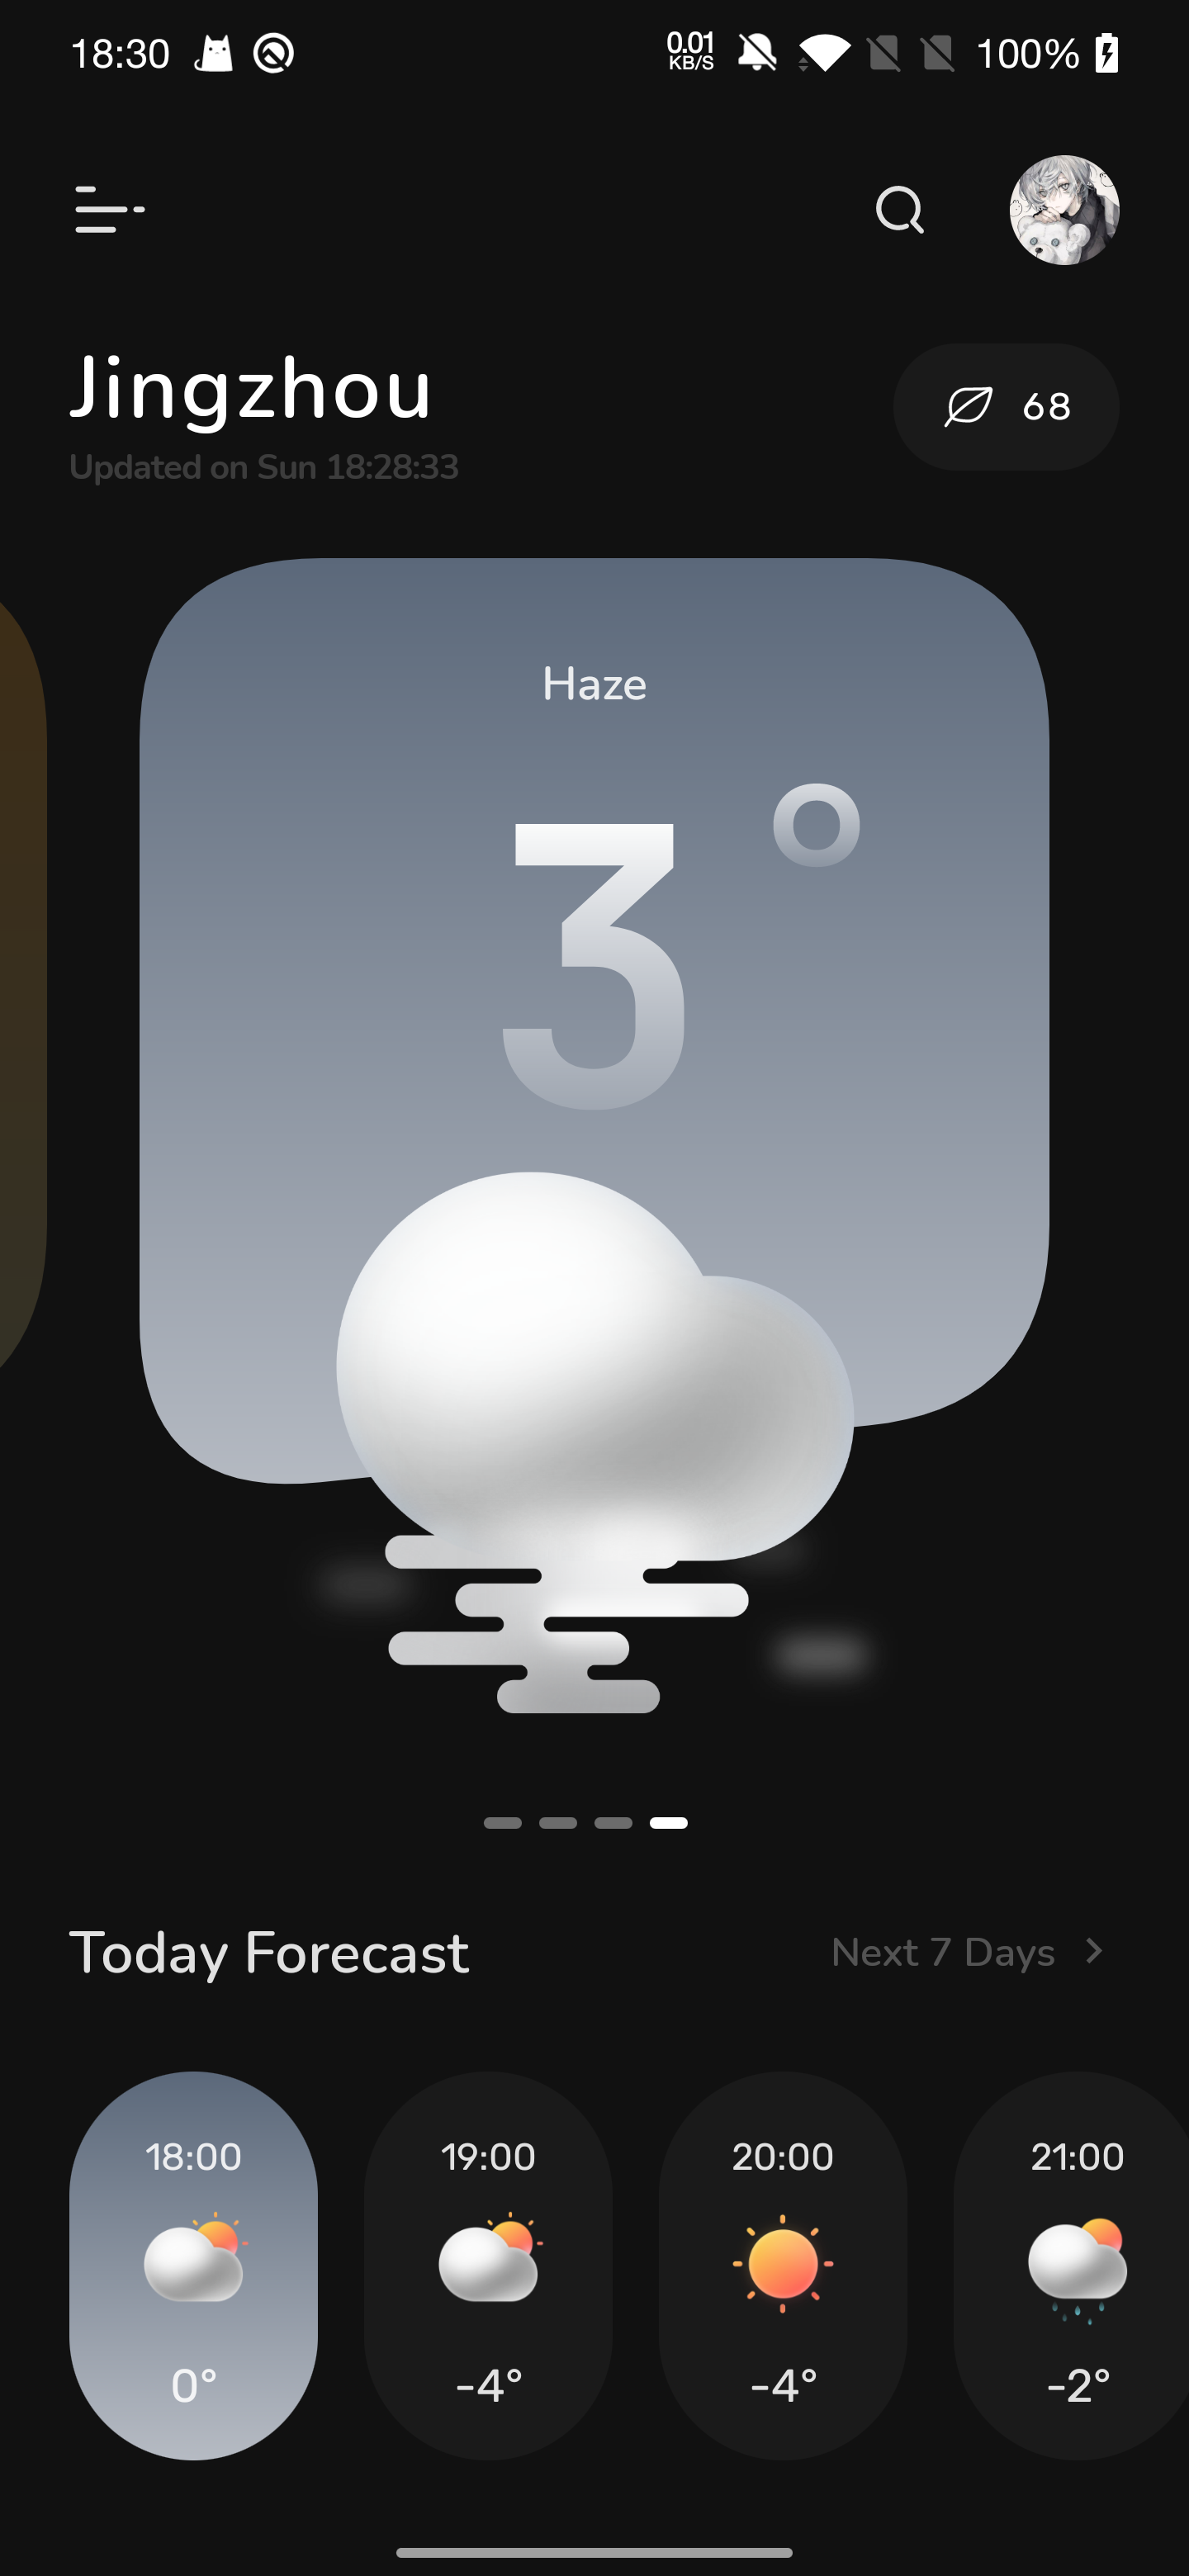 18:30
0.01
KB/S
100%
Jingzhou
68
Updated on Sun 18:28:33
Haze
3°
Today Forecast
Next 7 Days
18:00 19:00 20:00 21:00
0° -4° -4° -2°